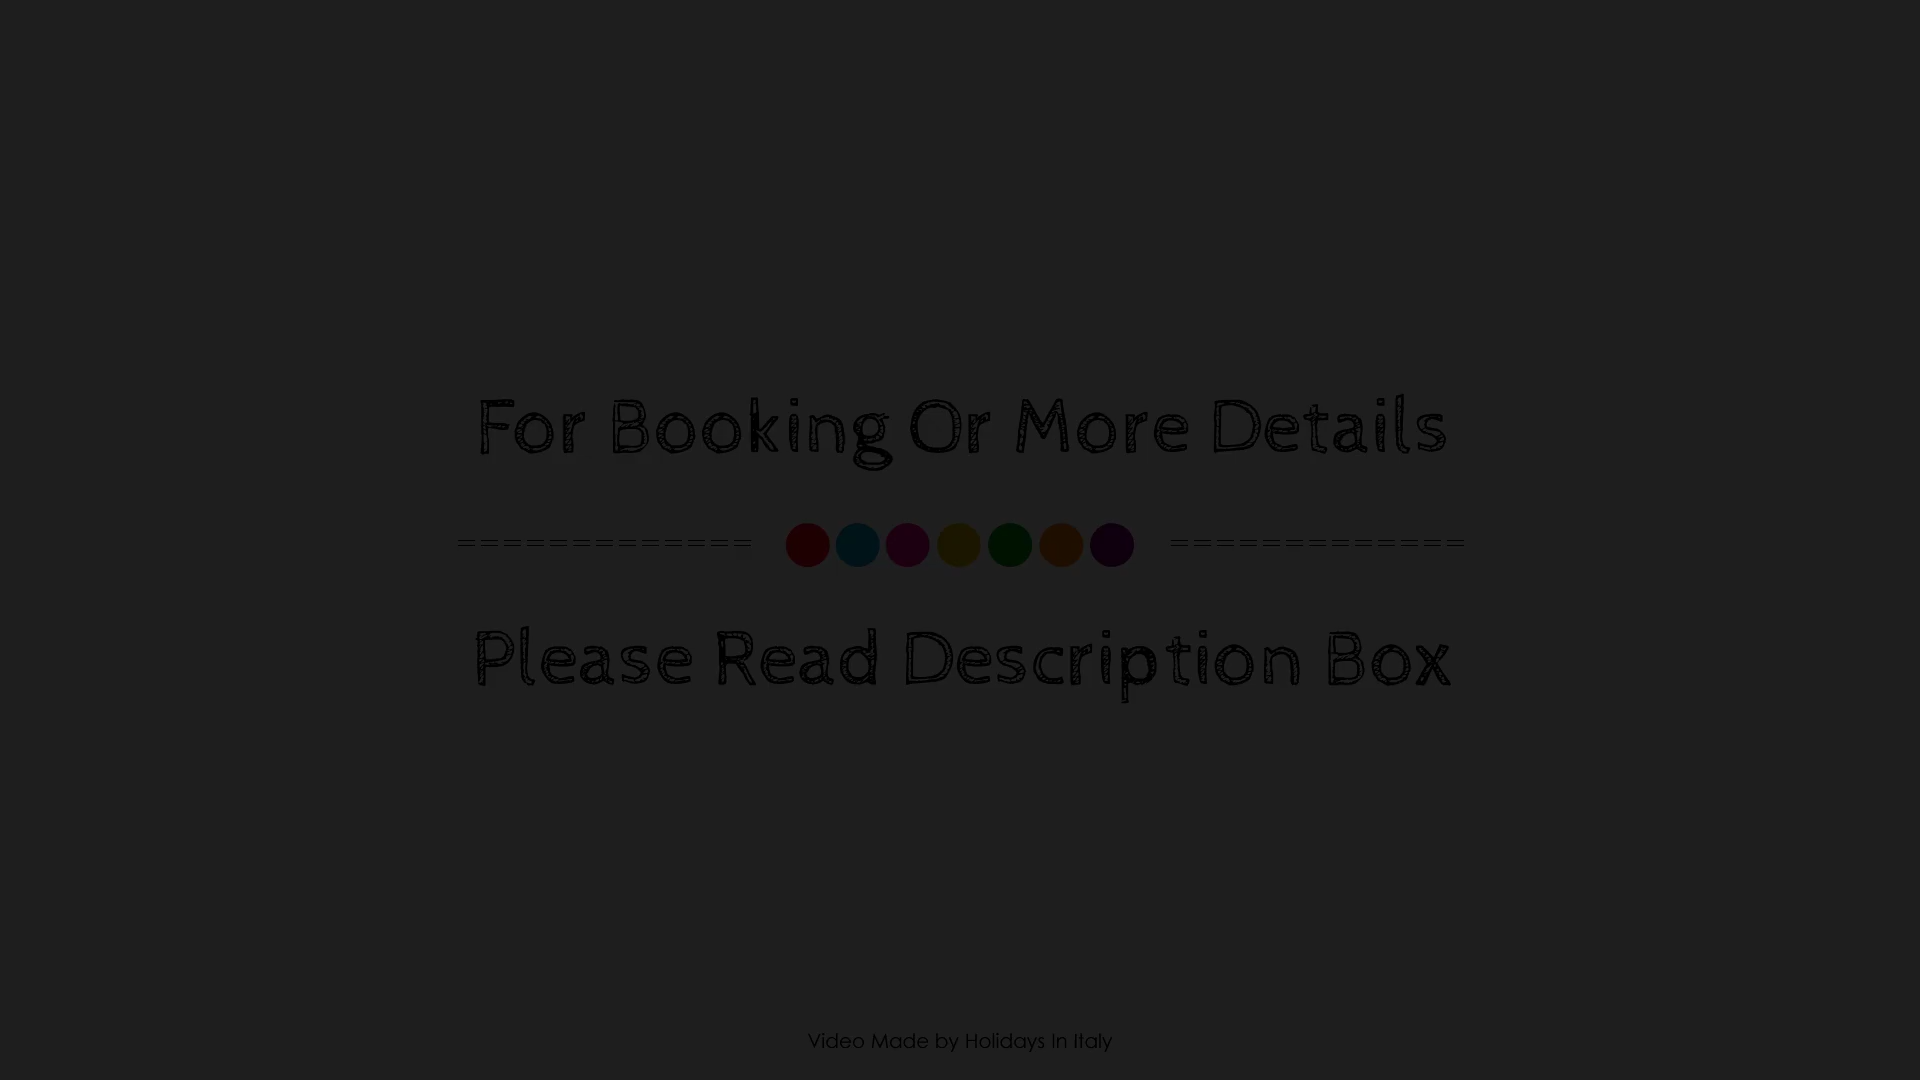 For Booking Or More Details
============= =============
Please Read Description Box
Video Made by Holidays In Italy